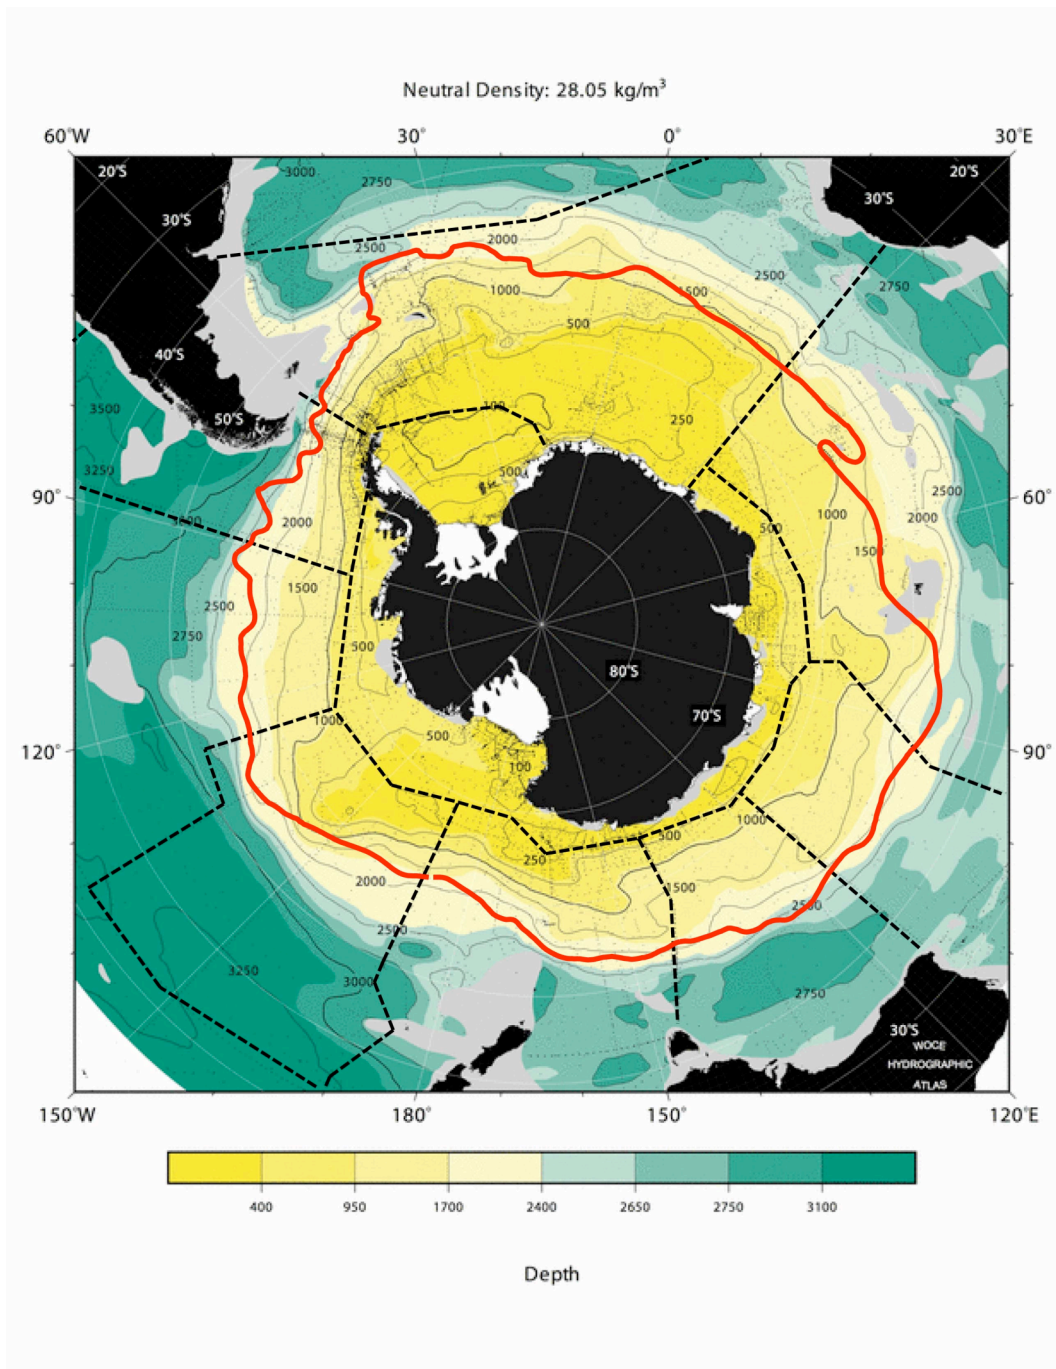 Neutral Density: 28.05 kg/m³
60°W 30° 0° 30°E
20°S 3000 2750 20°S
30°S 30°S
2500 2000 2500 2750
1000 1500
500
40°S
3500 50°S 100 250
3250 500 2500
90° 2000 500 1000 2000 60°
1500
1500
2500
2750 500
80°S
1000 500 70°S
120° 100 90°
500 1000
250
2000 1500
2500 2500
3250 3000 2750
30°S
WOCE
HYDROGRAPHIC
ATLAS
150°W 180° 150° 120°E
400 950 1700 2400 2650 2750 3100
Depth